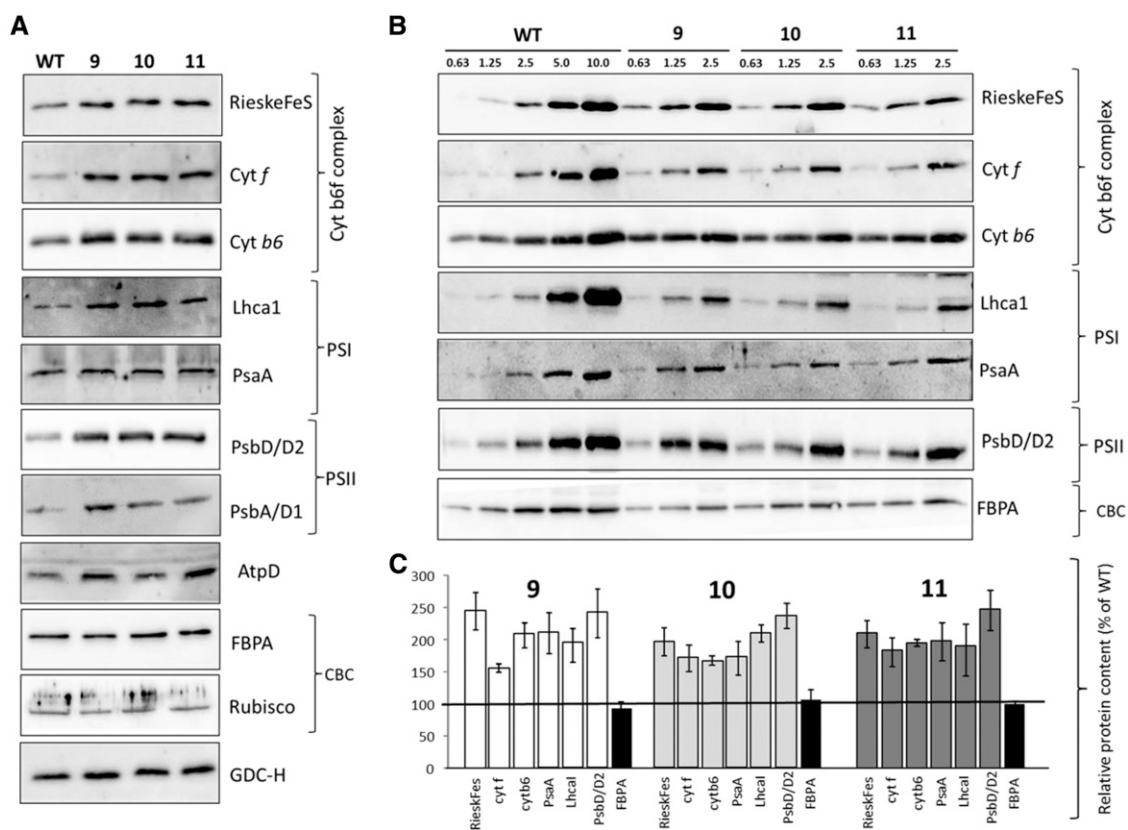 A
WT 9 10 11
RieskeFeS
Cyt f
Cyt b6
Cyt b6f complex
Lhca1
PsaA
PSI
PsbD/D2
PsbA/D1
PSII
AtpD
FBPA
Rubisco
CBC
GDC-H
B
WT 9 10 11
0.63 1.25 2.5 5.0 10.0 0.63 1.25 2.5 0.63 1.25 2.5 0.63 1.25 2.5
RieskeFeS
Cyt f
Cyt b6
Cyt b6f complex
Lhca1
PsaA
PSI
PsbD/D2
PSII
FBPA
CBC
C
9 10 11
300
250
200
150
100
50
0
RieskFes cyt f cytb6 PsaA LhcaI PsbD/D2 FBPA
RieskFeS cyt f cytb6 PsaA LhcaI PsbD/D2 FBPA
RieskFeS cyt f cytb6 PsaA LhcaI PsbD/D2 FBPA
Relative protein content (% of WT)